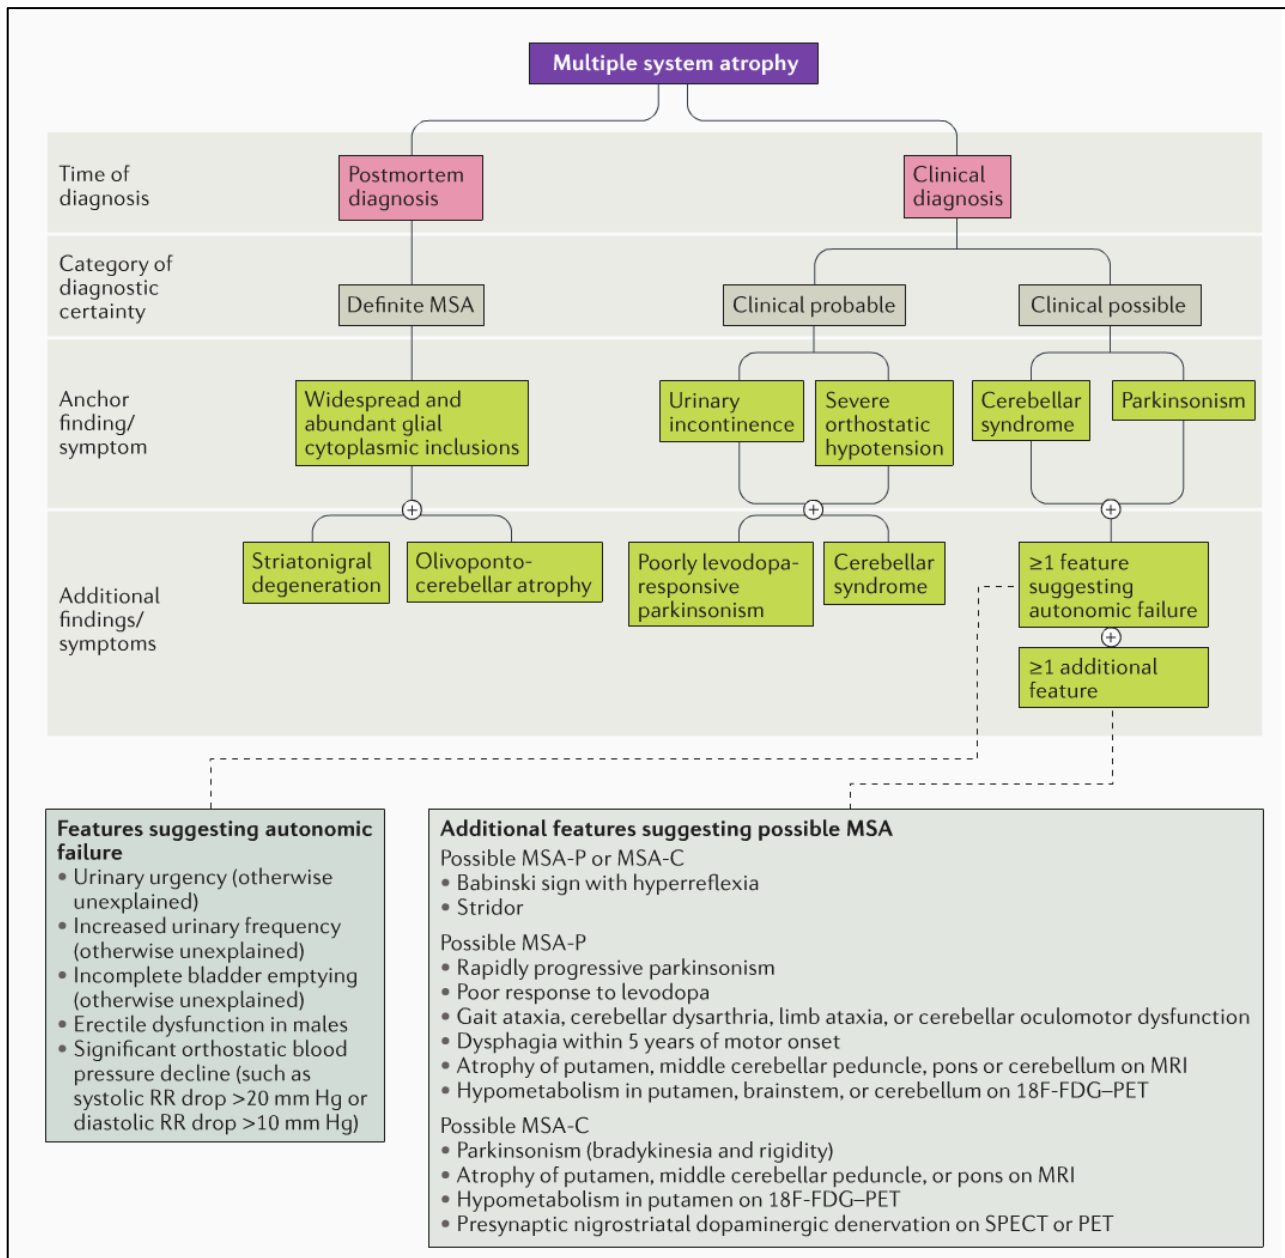 Multiple system atrophy
Time of
diagnosis
Postmortem
diagnosis
Clinical
diagnosis
Category of
diagnostic
certainty
Definite MSA
Clinical probable
Clinical possible
Anchor
finding/
symptom
Widespread and
abundant glial
cytoplasmic inclusions
Urinary
incontinence
Severe
orthostatic
hypotension
Cerebellar
syndrome
Parkinsonism
+
+
+
Additional
findings/
symptoms
Striatonigral
degeneration
Olivoponto-
cerebellar atrophy
Poorly levodopa-
responsive
parkinsonism
Cerebellar
syndrome
≥1 feature
suggesting
autonomic failure
+
≥1 additional
feature
Features suggesting autonomic
failure
• Urinary urgency (otherwise
unexplained)
• Increased urinary frequency
(otherwise unexplained)
• Incomplete bladder emptying
(otherwise unexplained)
• Erectile dysfunction in males
• Significant orthostatic blood
pressure decline (such as
systolic RR drop >20 mm Hg or
diastolic RR drop >10 mm Hg)
Additional features suggesting possible MSA
Possible MSA-P or MSA-C
• Babinski sign with hyperreflexia
• Stridor
Possible MSA-P
• Rapidly progressive parkinsonism
• Poor response to levodopa
• Gait ataxia, cerebellar dysarthria, limb ataxia, or cerebellar oculomotor dysfunction
• Dysphagia within 5 years of motor onset
• Atrophy of putamen, middle cerebellar peduncle, pons or cerebellum on MRI
• Hypometabolism in putamen, brainstem, or cerebellum on 18F-FDG–PET
Possible MSA-C
• Parkinsonism (bradykinesia and rigidity)
• Atrophy of putamen, middle cerebellar peduncle, or pons on MRI
• Hypometabolism in putamen on 18F-FDG–PET
• Presynaptic nigrostriatal dopaminergic denervation on SPECT or PET